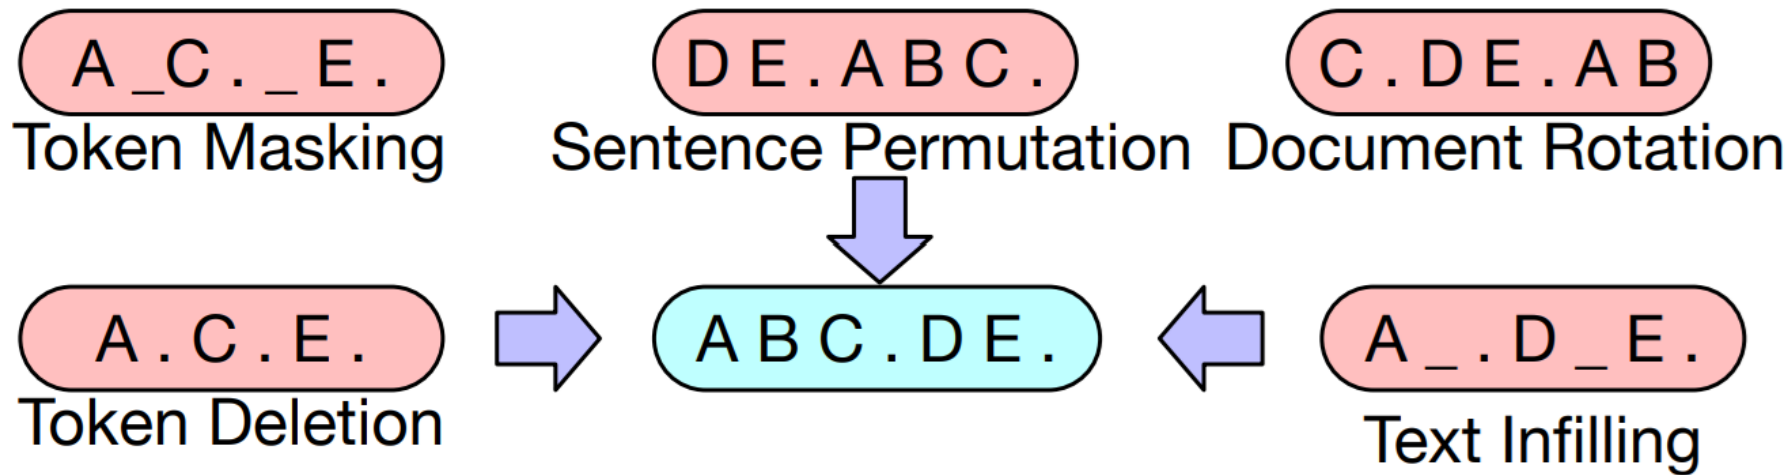 A _ C . _ E .
Token Masking
D E . A B C .
Sentence Permutation
C . D E . A B
Document Rotation
A . C . E .
Token Deletion
A B C . D E .
A _ . D _ E .
Text Infilling